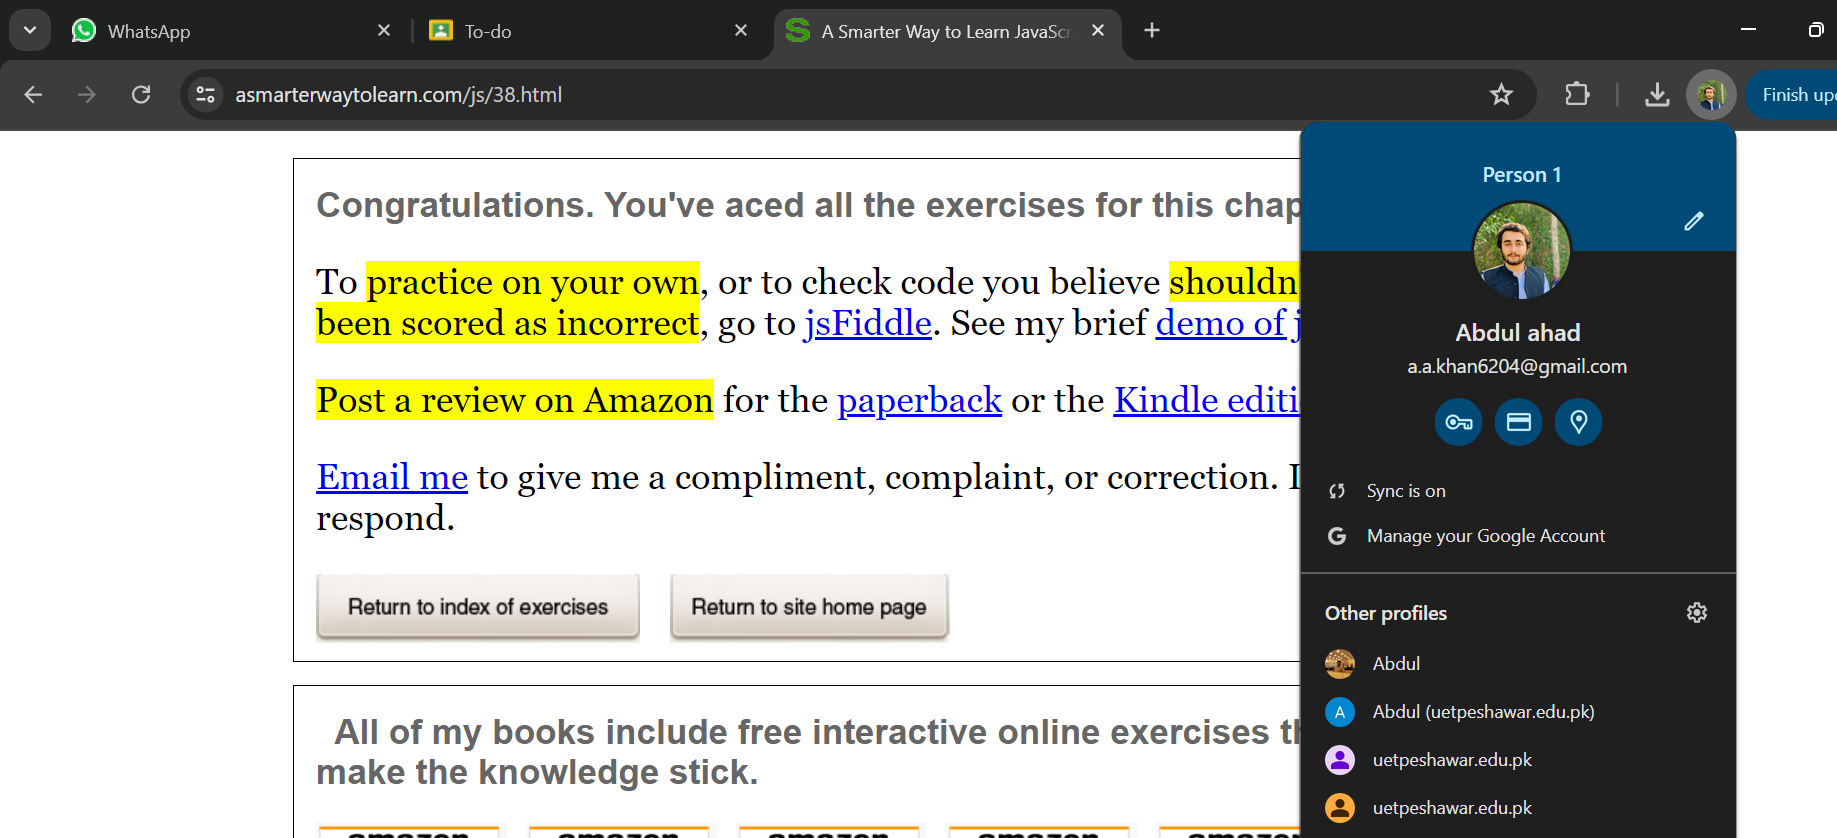 WhatsApp
To-do
A Smarter Way to Learn JavaScr
asmarterwaytolearn.com/js/38.html
Finish up
Congratulations. You've aced all the exercises for this chap
To practice on your own, or to check code you believe shouldn'
been scored as incorrect, go to jsFiddle. See my brief demo of j
Post a review on Amazon for the paperback or the Kindle editi
Email me to give me a compliment, complaint, or correction. I
respond.
Return to index of exercises
Return to site home page
All of my books include free interactive online exercises th
make the knowledge stick.
amazon
amazon
amazon
amazon
amazon
Person 1
Abdul ahad
a.a.khan6204@gmail.com
Sync is on
Manage your Google Account
Other profiles
Abdul
A
Abdul (uetpeshawar.edu.pk)
uetpeshawar.edu.pk
uetpeshawar.edu.pk